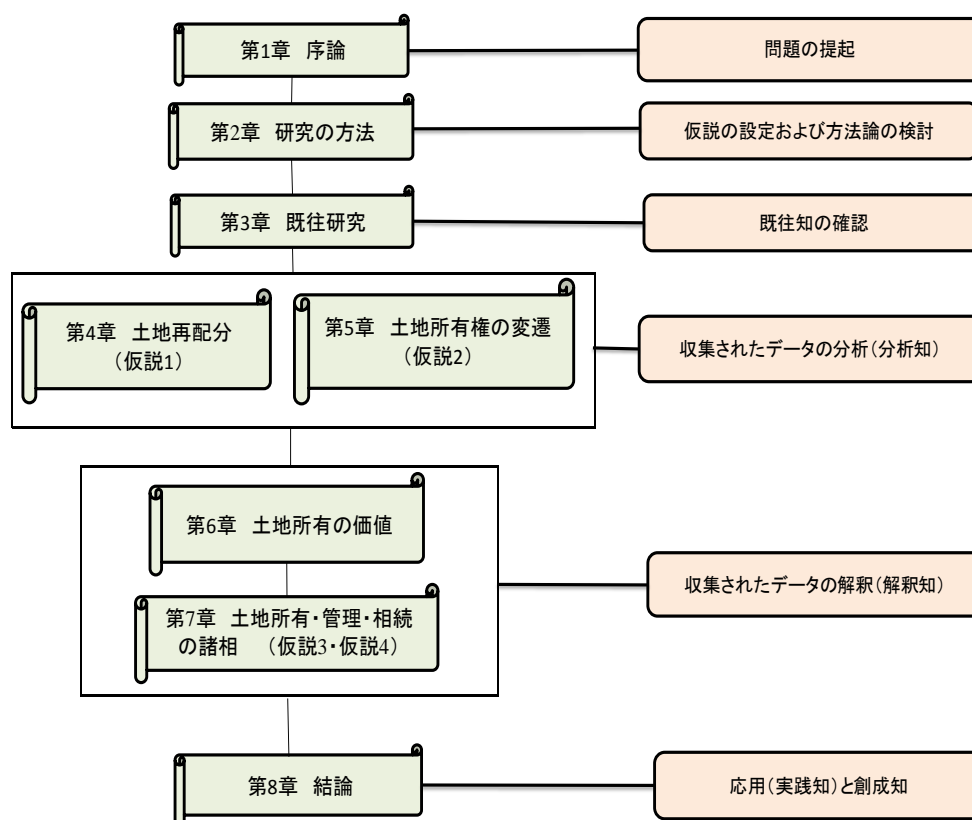 第1章 序論
問題の提起
第2章 研究の方法
仮説の設定および方法論の検討
第3章 既往研究
既往知の確認
第4章 土地再配分
（仮説1）
第5章 土地所有権の変遷
（仮説2）
収集されたデータの分析（分析知）
第6章 土地所有の価値
第7章 土地所有・管理・相続
の諸相 （仮説3・仮説4）
収集されたデータの解釈（解釈知）
第8章 結論
応用（実践知）と創成知